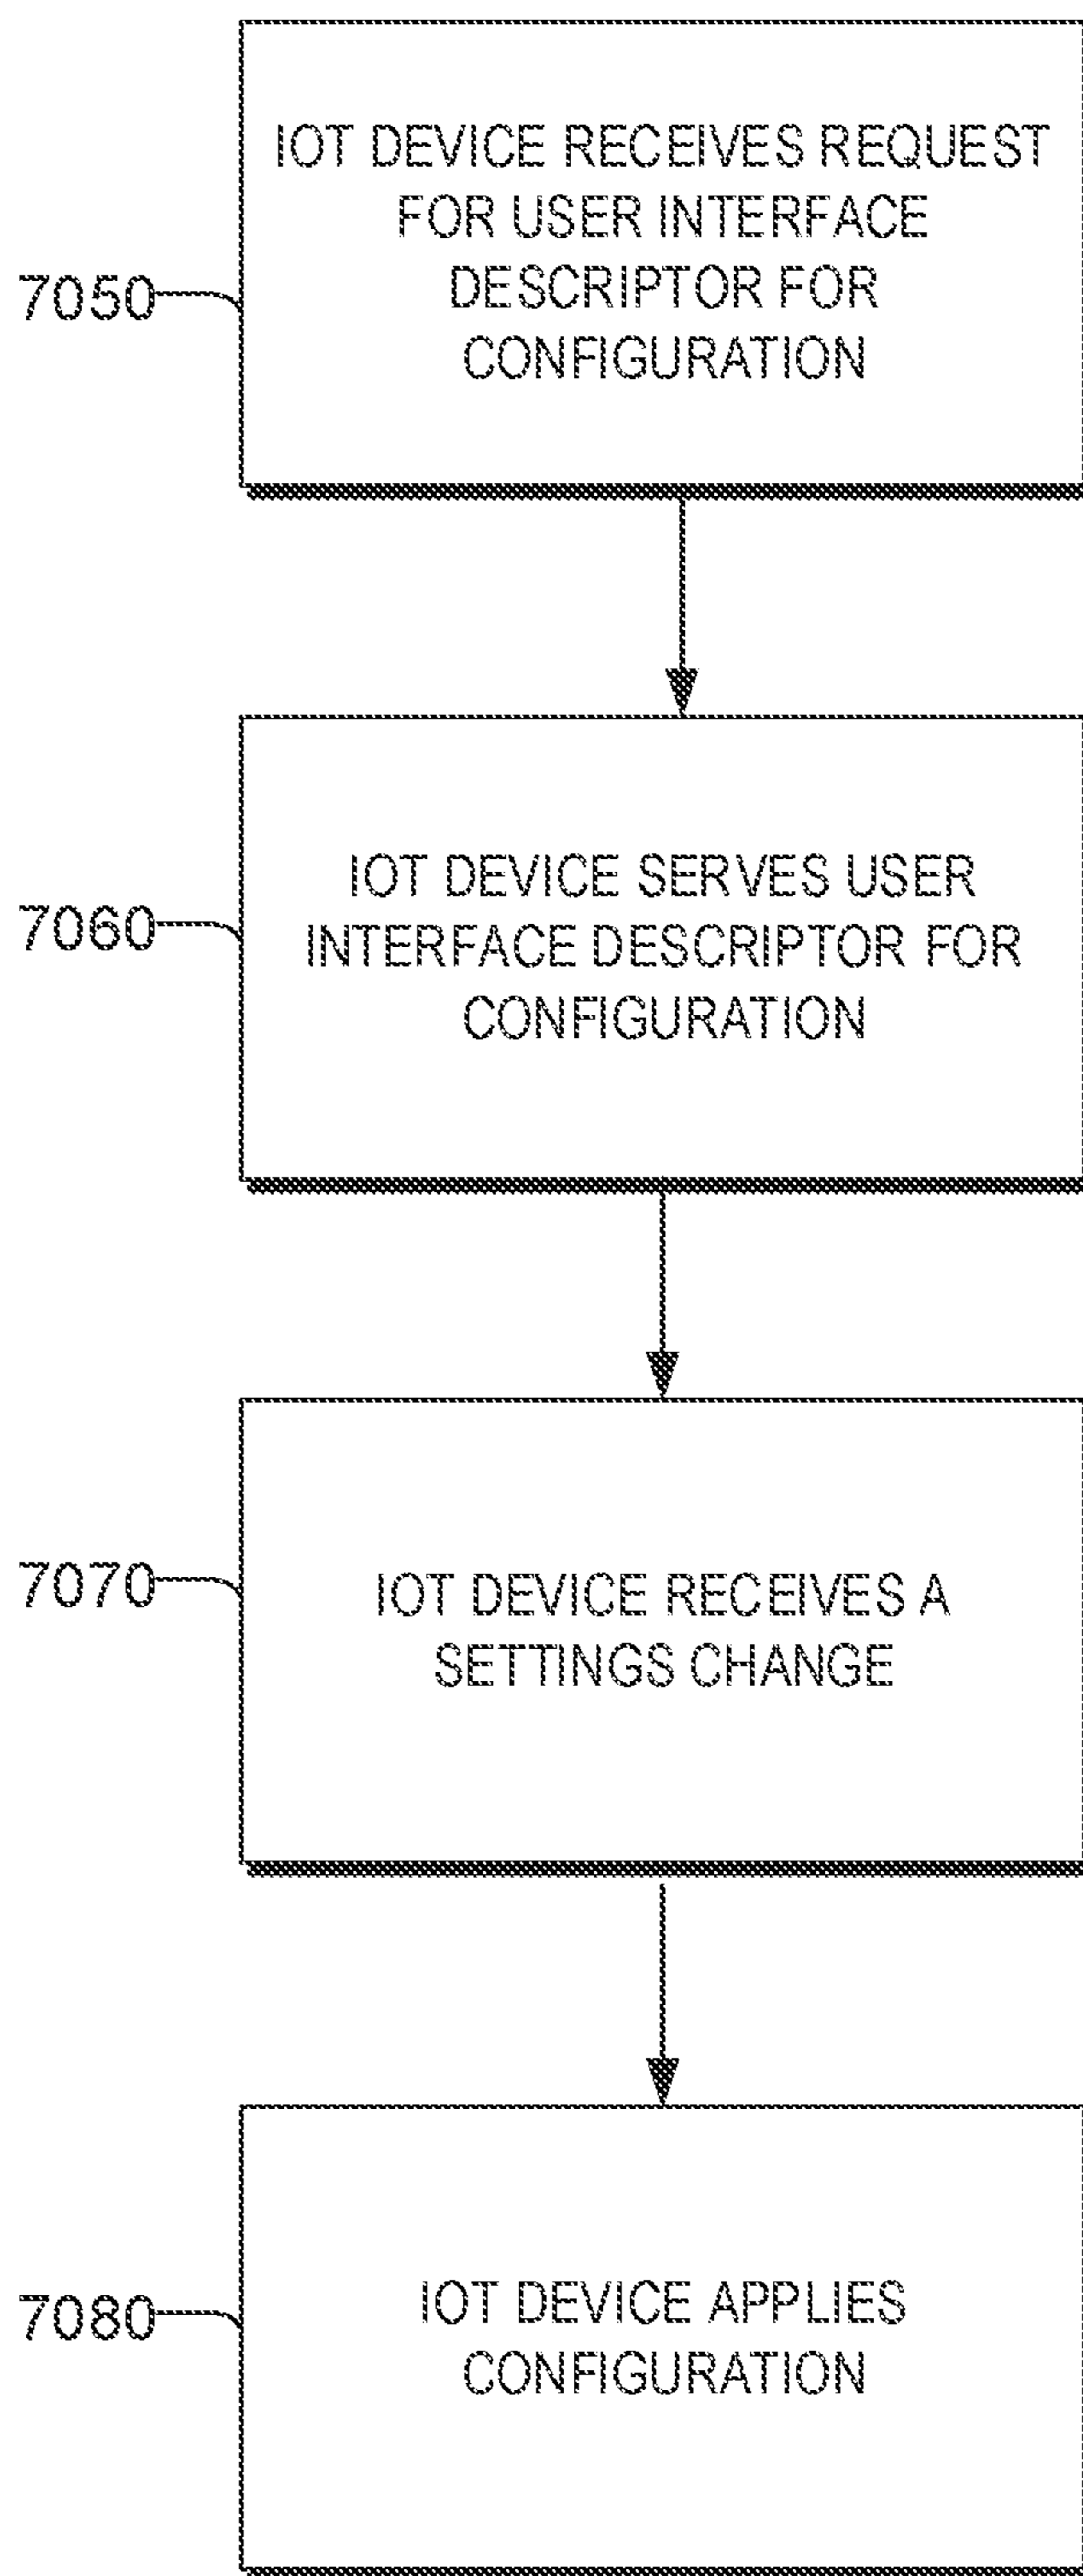 IOT DEVICE RECEIVES REQUEST
FOR USER INTERFACE
DESCRIPTOR FOR
CONFIGURATION
7050
IOT DEVICE SERVES USER
INTERFACE DESCRIPTOR FOR
CONFIGURATION
7060
IOT DEVICE RECEIVES A
SETTINGS CHANGE
7070
IOT DEVICE APPLIES
CONFIGURATION
7080